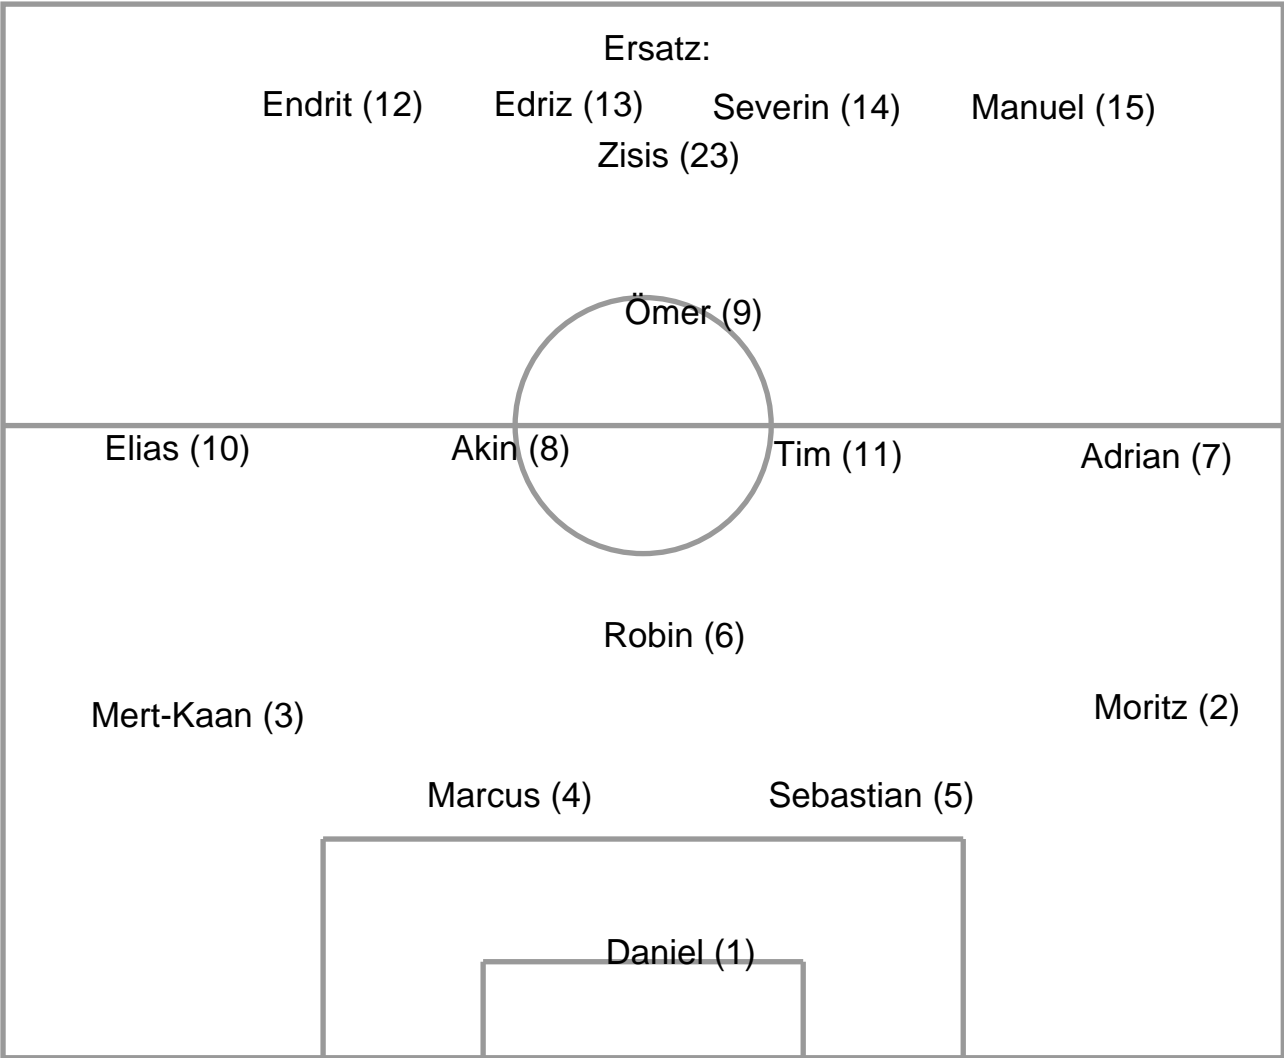 Ersatz:
Endrit (12) Edriz (13) Severin (14) Manuel (15)
Zisis (23)
Ömer (9)
Elias (10) Akin (8) Tim (11) Adrian (7)
Robin (6)
Mert-Kaan (3) Moritz (2)
Marcus (4) Sebastian (5)
Daniel (1)